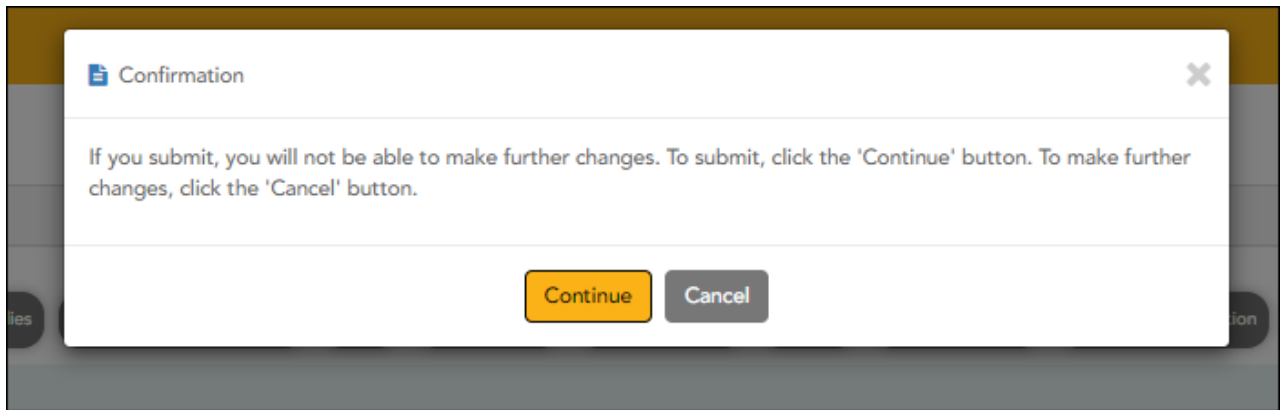 Confirmation
If you submit, you will not be able to make further changes. To submit, click the 'Continue' button. To make further
changes, click the 'Cancel' button.
Continue Cancel